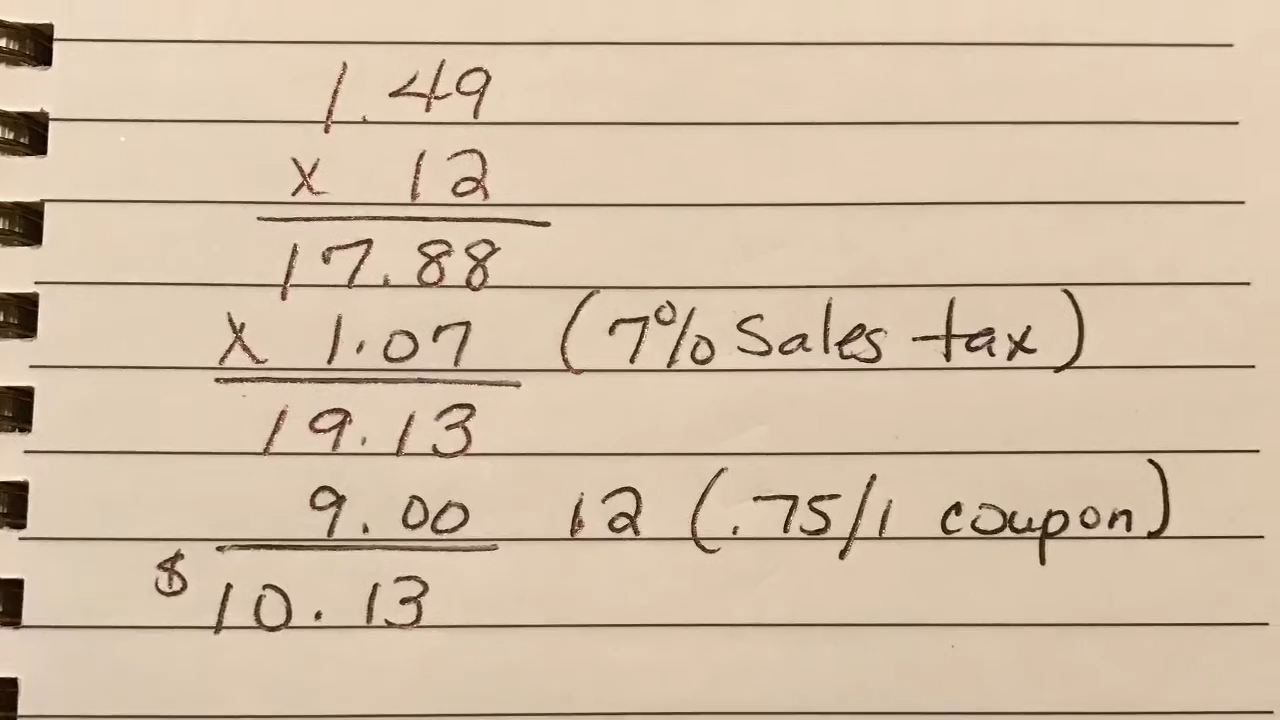 1.49
x 12
17.88
x 1.07 (7% Sales tax)
19.13
9.00 12 (.75/1 coupon)
$ 10.13